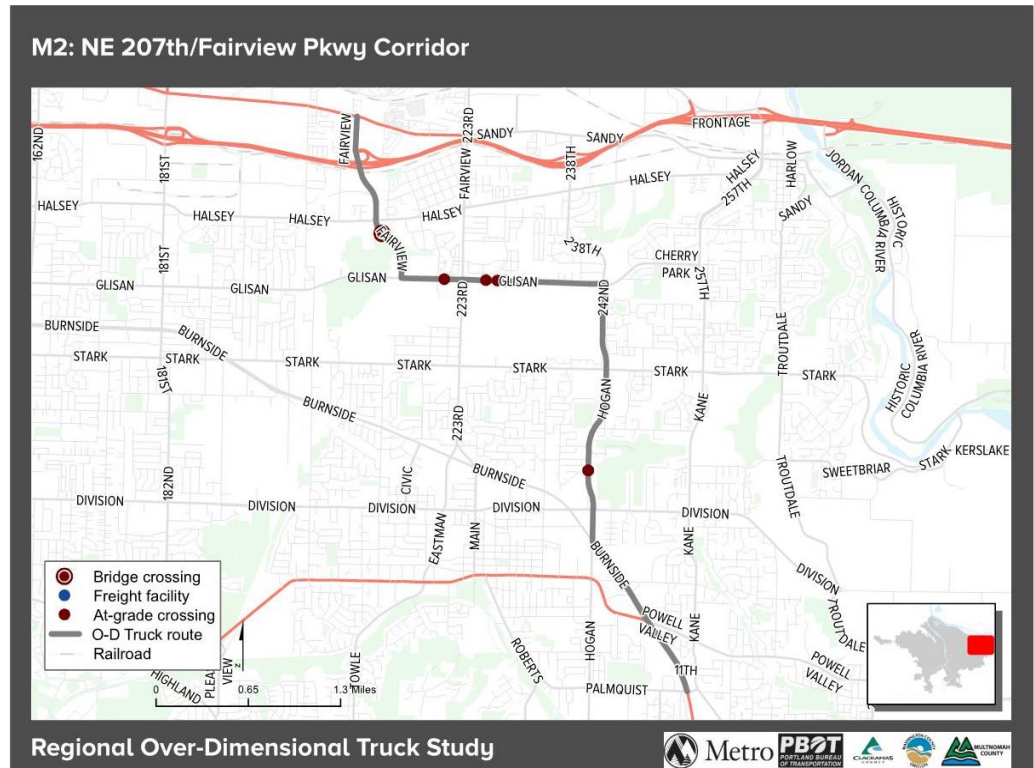 M2: NE 207th/Fairview Pkwy Corridor
162ND
181ST
FAIRVIEW
223RD
SANDY
SANDY
FRONTAGE
FAIRVIEW
238TH
HALSEY
HALSEY
257TH
HARLOW
SANDY
JORDAN
COLUMBIA RIVER
HISTORIC
HALSEY
HALSEY
HALSEY
HALSEY
FAIRVIEW
238TH
CHERRY
PARK
257TH
181ST
GLISAN
GLISAN
GLISAN
223RD
GLISAN
242ND
BURNSIDE
BURNSIDE
STARK
STARK
STARK
STARK
STARK
STARK
STARK
TROUTDALE
HISTORIC
COLUMBIA RIVER
181ST
BURNSIDE
223RD
HOGAN
KANE
182ND
CIVIC
BURNSIDE
TROUTDALE
SWEETBRIAR
STARK
KERSLAKE
DIVISION
DIVISION
DIVISION
DIVISION
DIVISION
EASTMAN
MAIN
KANE
BURNSIDE
DIVISION
TROUTDALE
POWELL
VALLEY
KANE
POWELL
VALLEY
ROBERTS
HOGAN
11TH
PALMQUIST
Bridge crossing
Freight facility
At-grade crossing
O-D Truck route
Railroad
HIGHLAND
PLEA
VIEW
TOWLE
z
0 0.65 1.3 Miles
Regional Over-Dimensional Truck Study
Metro
PBOT
PORTLAND BUREAU
OF TRANSPORTATION
CLACKAMAS
COUNTY
MULTNOMAH
COUNTY